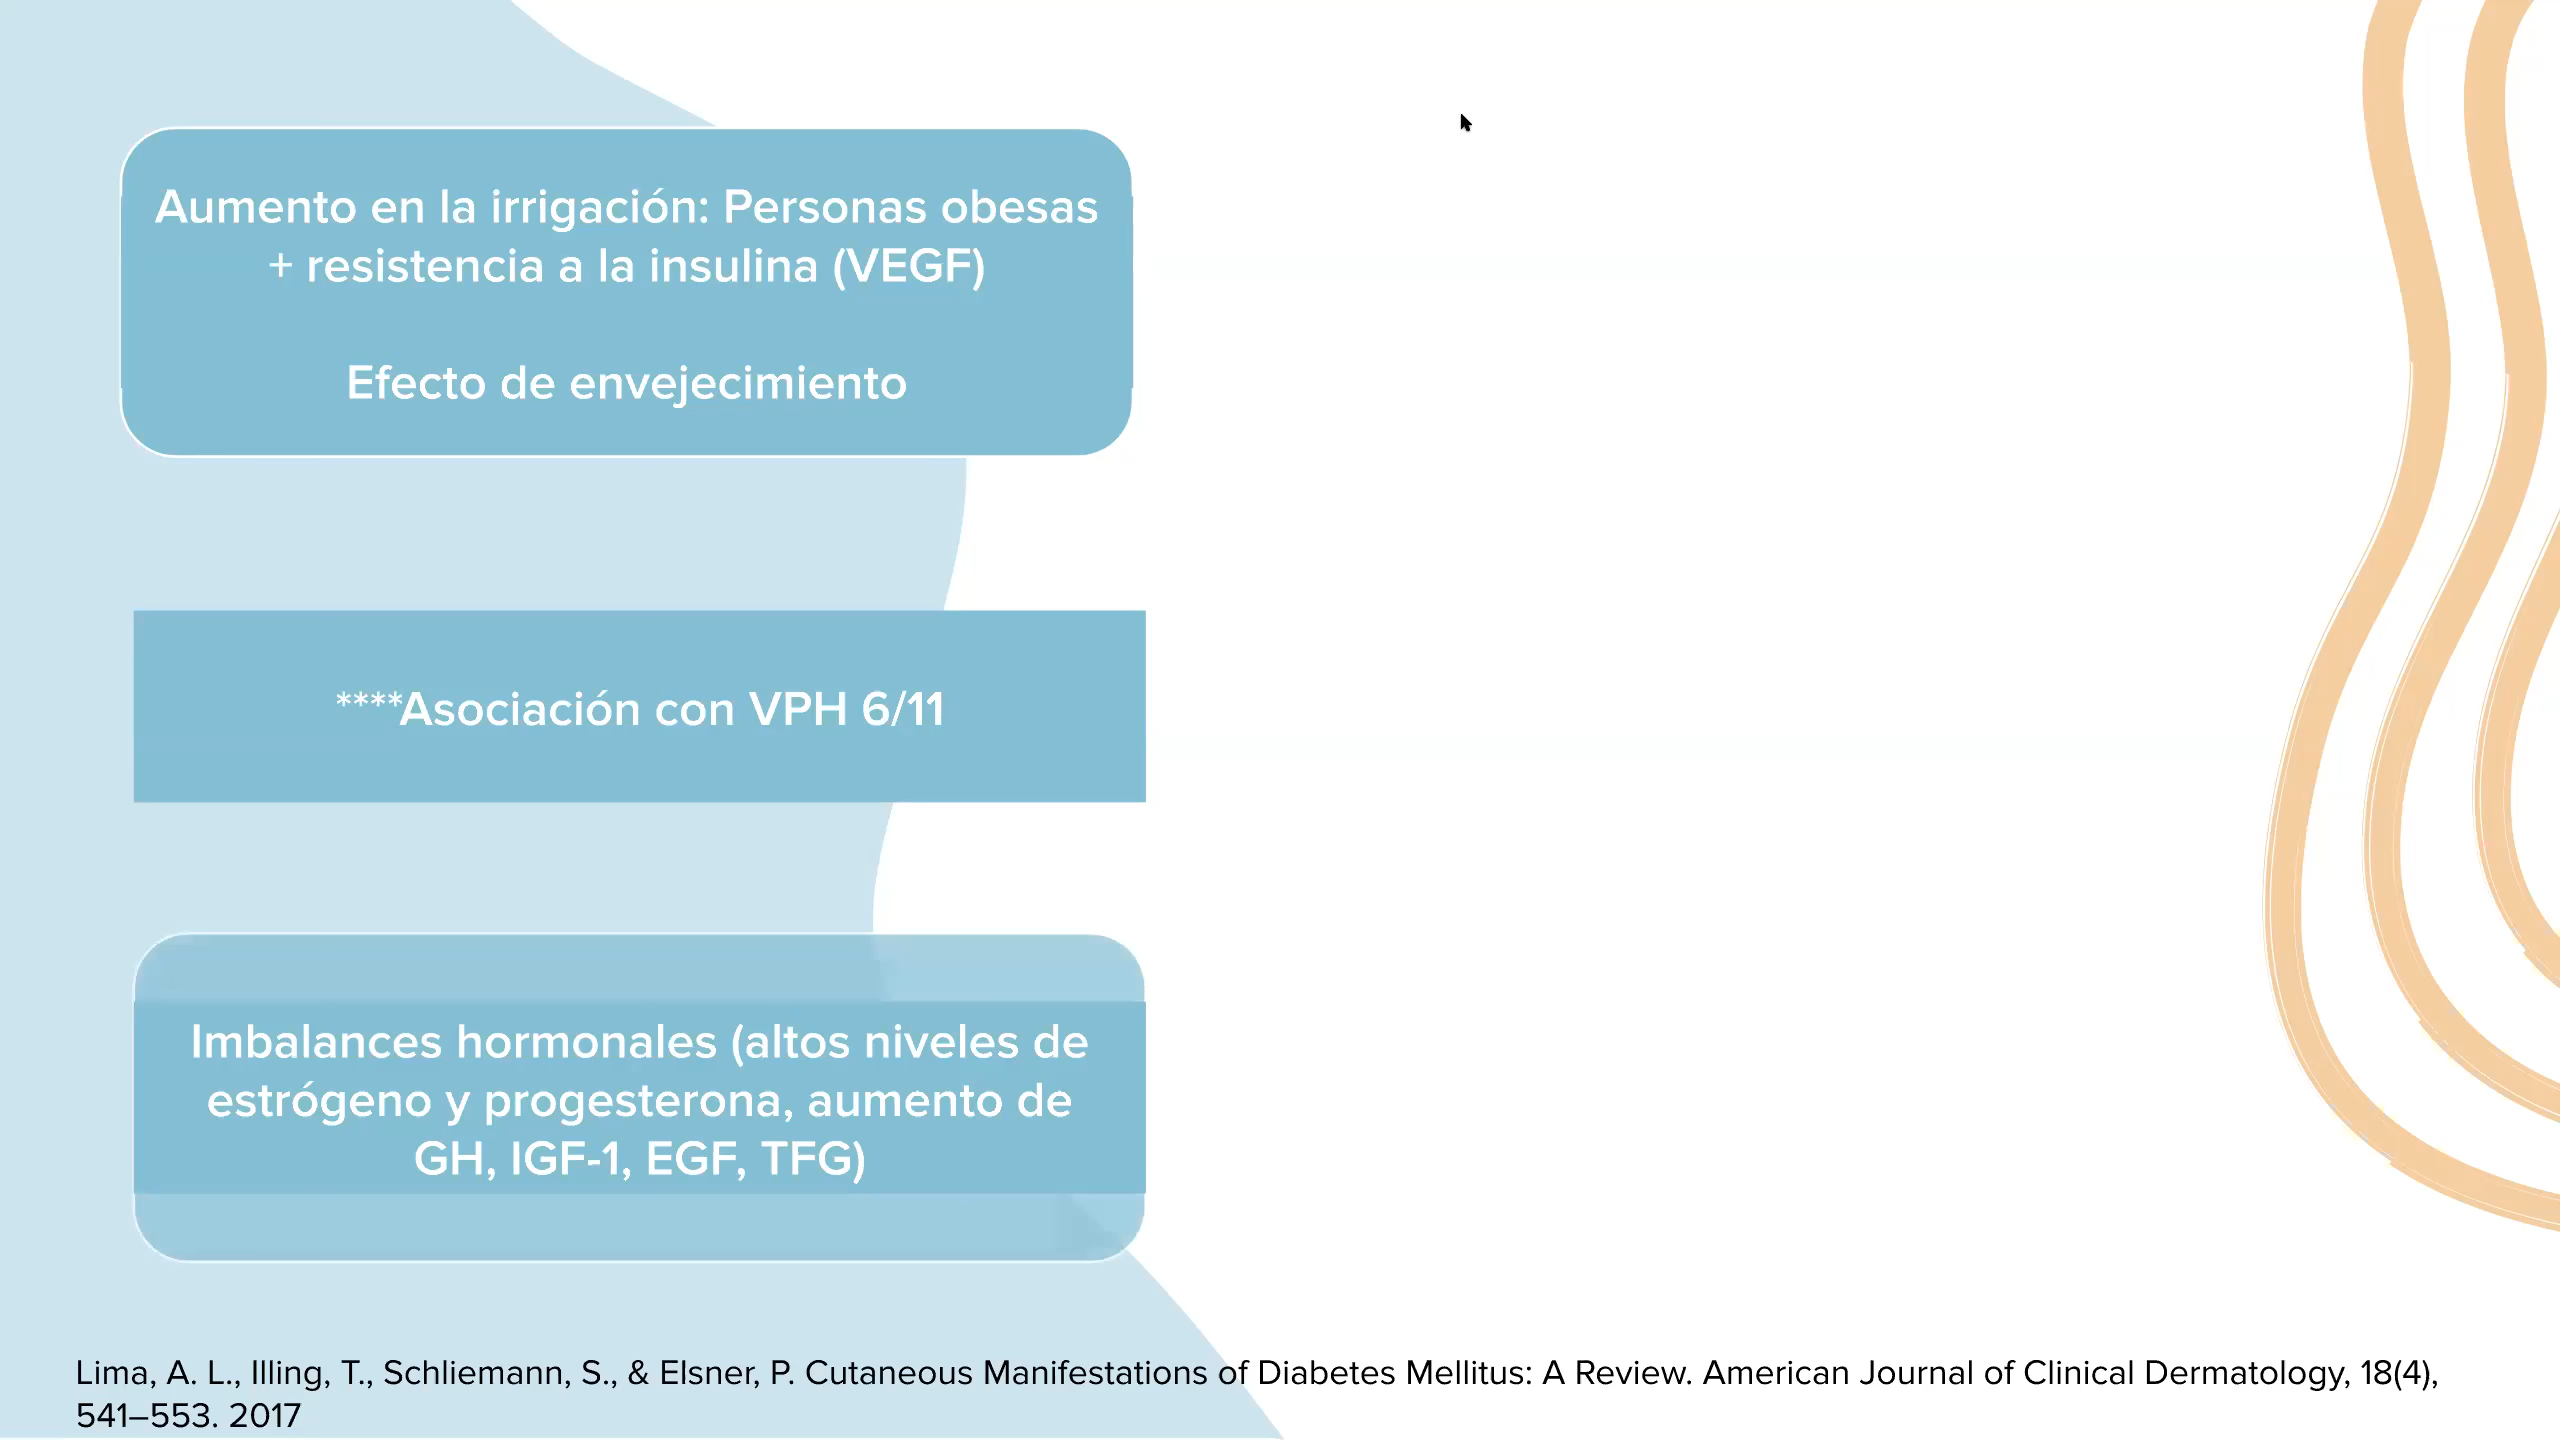 Aumento en la irrigación: Personas obesas
+ resistencia a la insulina (VEGF)
Efecto de envejecimiento
****Asociación con VPH 6/11
Imbalances hormonales (altos niveles de
estrógeno y progesterona, aumento de
GH, IGF-1, EGF, TFG)
Lima, A. L., Illing, T., Schliemann, S., & Elsner, P. Cutaneous Manifestations of Diabetes Mellitus: A Review. American Journal of Clinical Dermatology, 18(4),
541–553. 2017